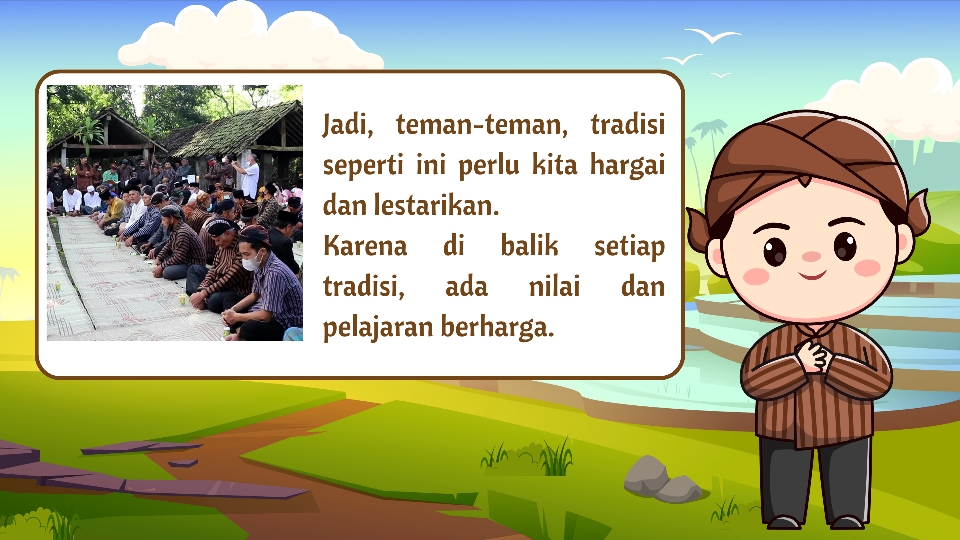 Jadi, teman-teman, tradisi
seperti ini perlu kita hargai
dan lestarikan.
Karena di balik setiap
tradisi, ada nilai dan
pelajaran berharga.